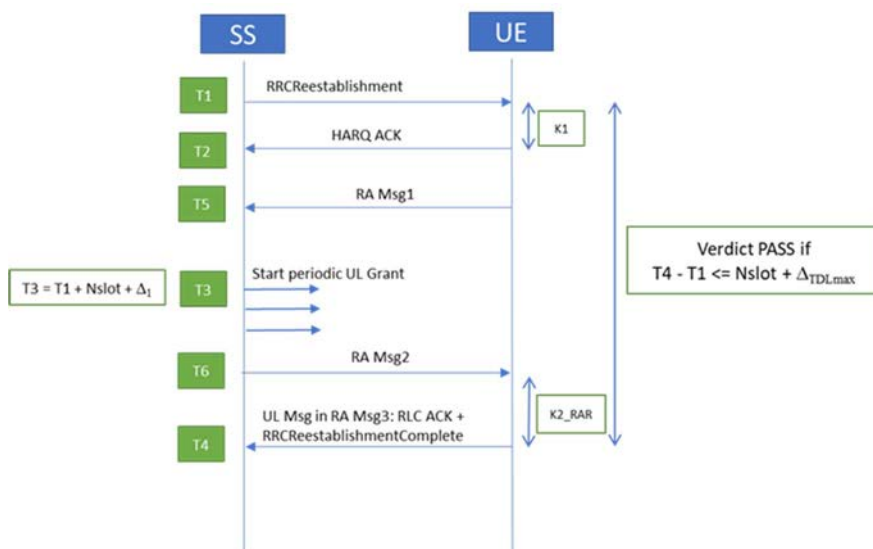 SS
UE
T1
RRCReestablishment
K1
T2
HARQ ACK
T5
RA Msg1
Verdict PASS if
T4 - T1 <= Nslot + Δ_TDLmax
T3 = T1 + Nslot + Δ₁
T3
Start periodic UL Grant
T6
RA Msg2
K2_RAR
T4
UL Msg in RA Msg3: RLC ACK +
RRCReestablishmentComplete